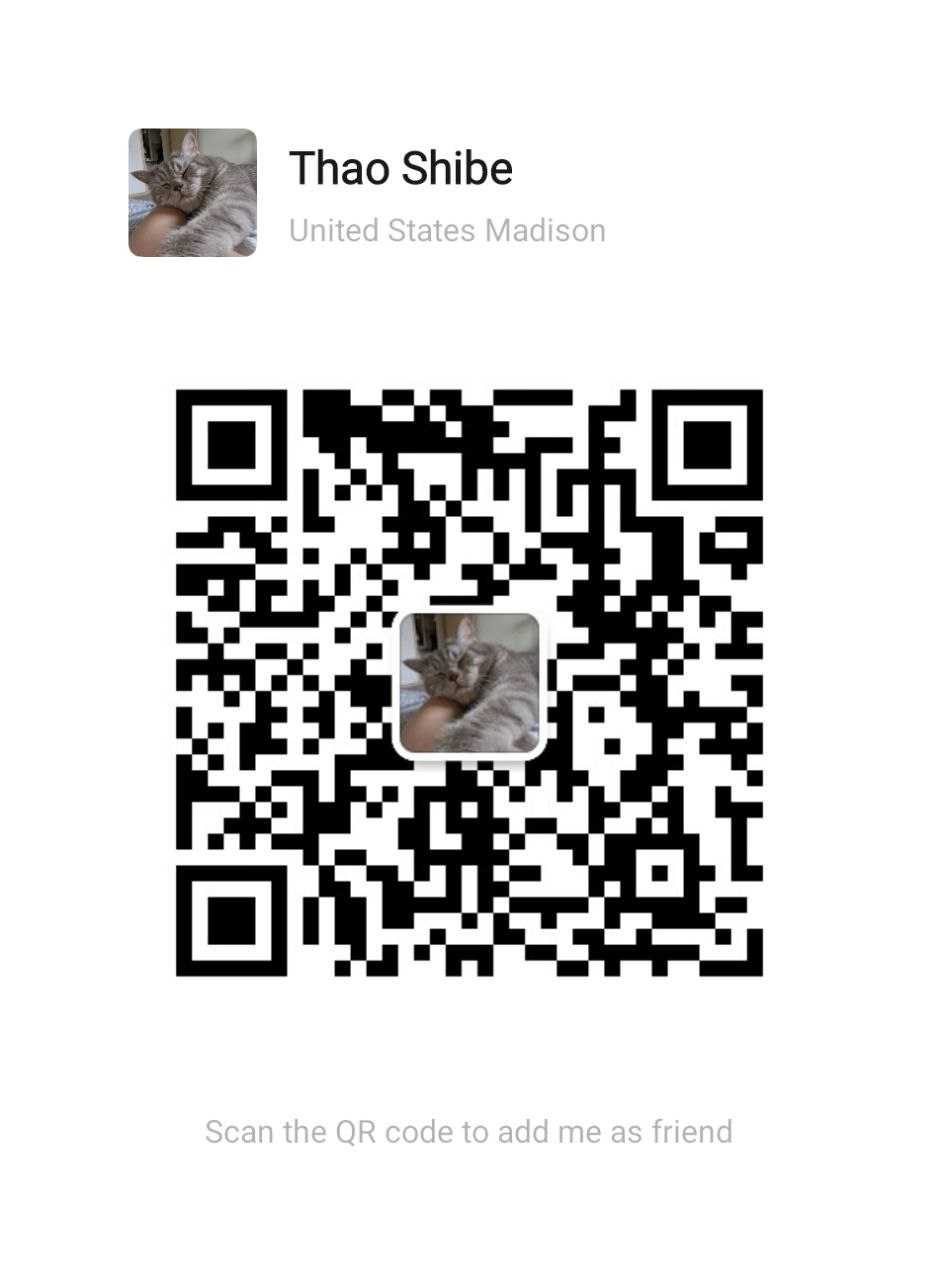 Thao Shibe
United States Madison
Scan the QR code to add me as friend